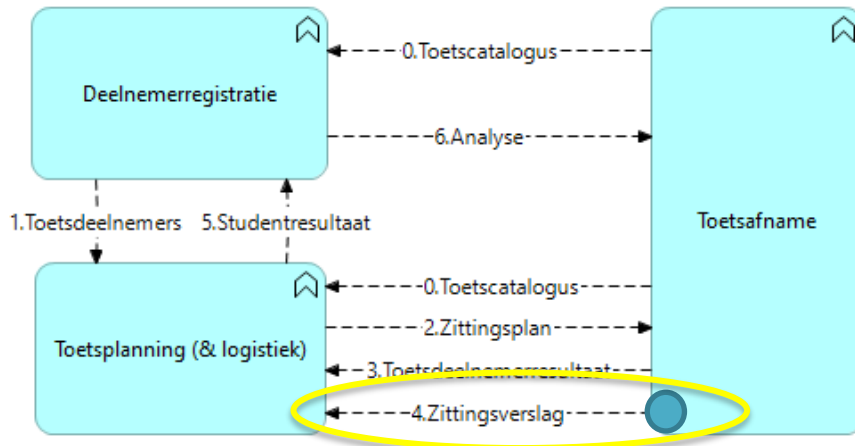 0.Toetscatalogus
Deelnemerregistratie
6.Analyse
Toetsafname
1.Toetsdeelnemers
5.Studentresultaat
0.Toetscatalogus
2.Zittingsplan
Toetsplanning (& logistiek)
3.Toetsdeelnemerresultaat
4.Zittingsverslag